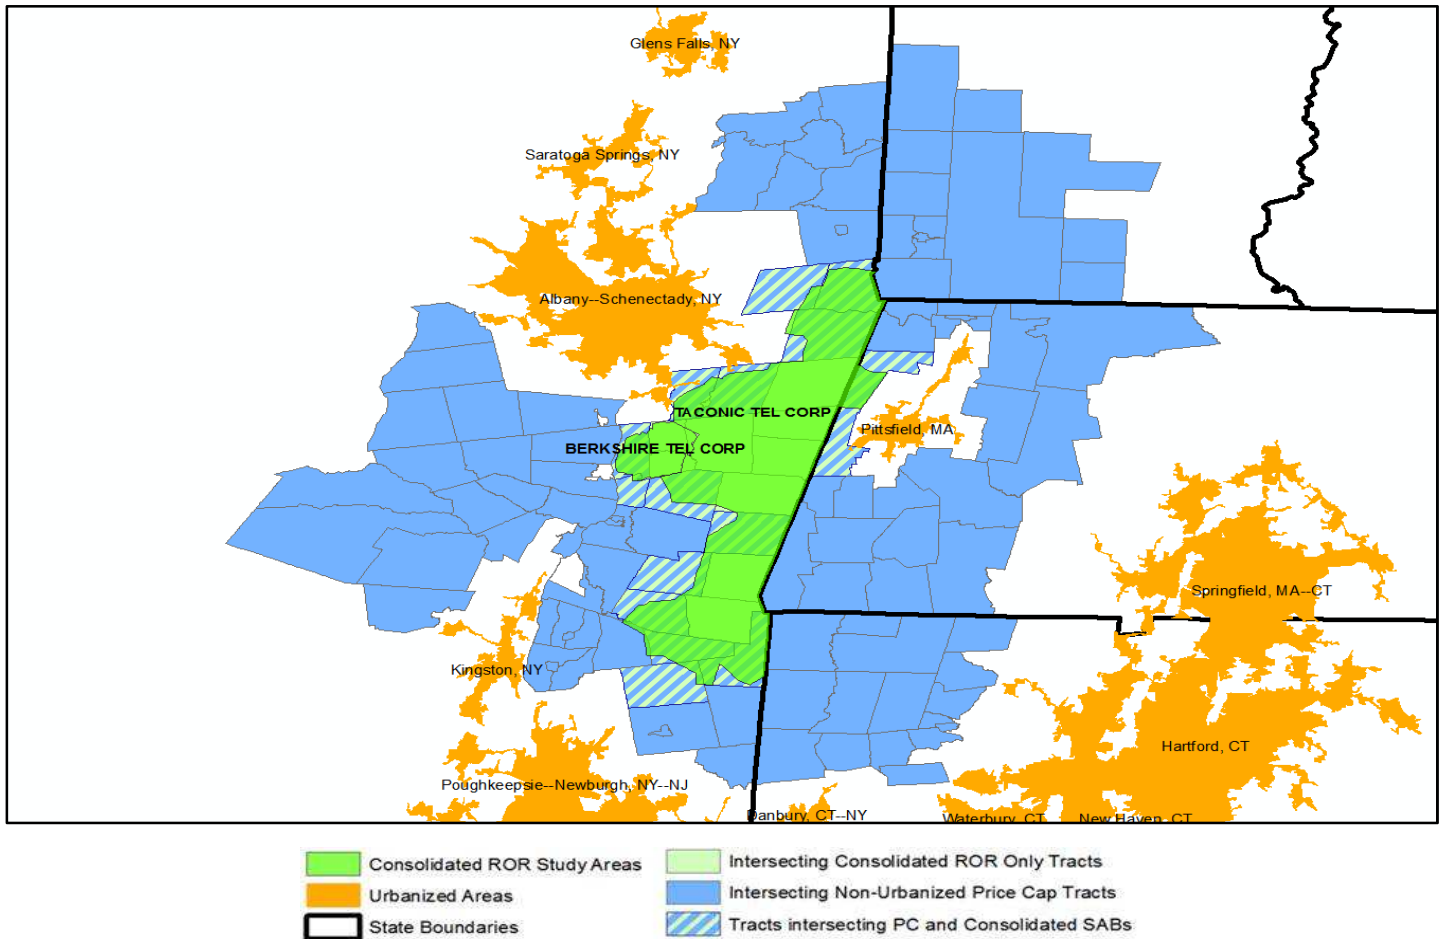 Glens Falls, NY
Saratoga Springs, NY
Albany--Schenectady, NY
TACONIC TEL CORP
Pittsfield, MA
BERKSHIRE TEL CORP
Springfield, MA--CT
Kingston, NY
Hartford, CT
Poughkeepsie--Newburgh, NY--NJ
Danbury, CT--NY
Waterbury, CT
New Haven, CT
Consolidated ROR Study Areas
Urbanized Areas
State Boundaries
Intersecting Consolidated ROR Only Tracts
Intersecting Non-Urbanized Price Cap Tracts
Tracts intersecting PC and Consolidated SABs